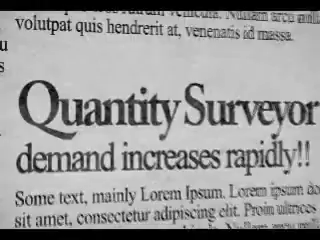 volutpat quis hendrerit at, venenatis id massa.
u
s
Quantity Surveyor
demand increases rapidly!!
Some text, mainly Lorem Ipsum. Lorem ipsum do
sit amet, consectetur adipiscing elit. Proin ultrices